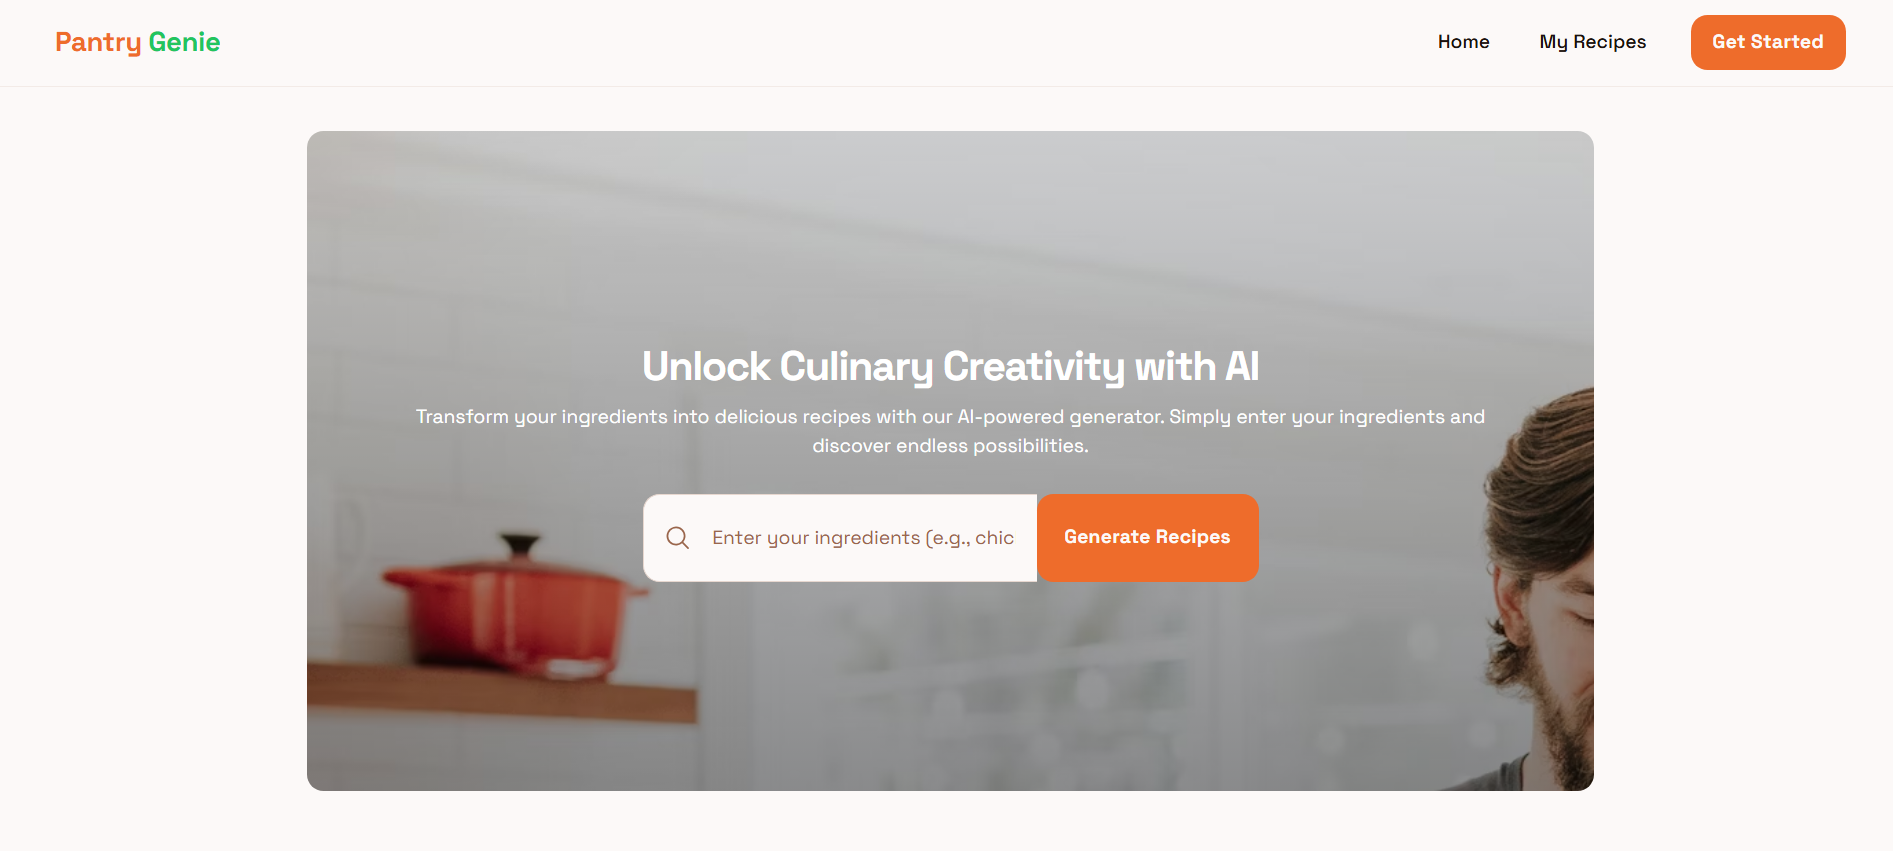 Pantry Genie
Home
My Recipes
Get Started
Unlock Culinary Creativity with AI
Transform your ingredients into delicious recipes with our AI-powered generator. Simply enter your ingredients and
discover endless possibilities.
Enter your ingredients (e.g., chic
Generate Recipes